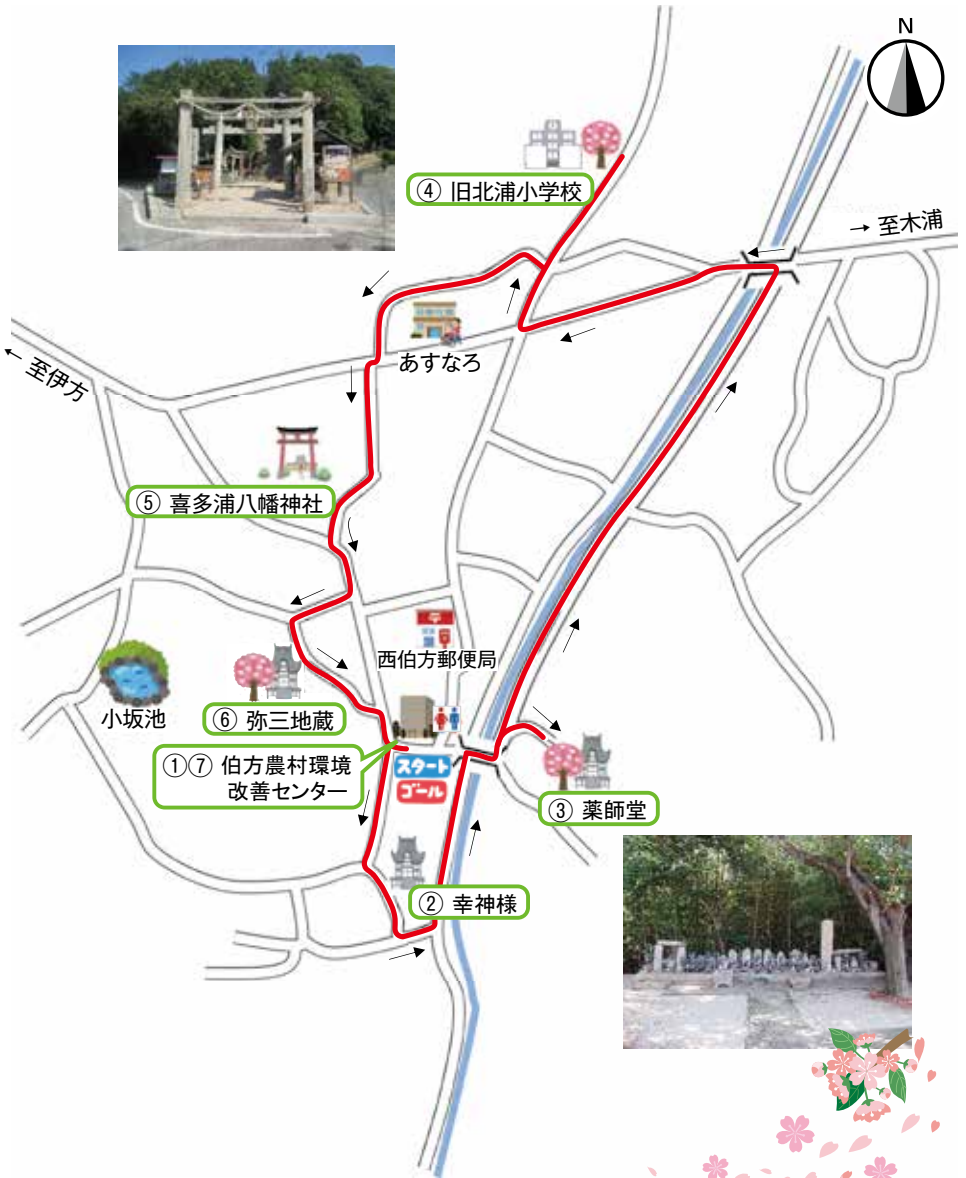 N
④ 旧北浦小学校
→ 至木浦
あすなろ
← 至伊方
⑤ 喜多浦八幡神社
西伯方郵便局
小坂池
⑥ 弥三地蔵
①⑦ 伯方農村環境
改善センター
スタート
ゴール
③ 薬師堂
② 幸神様